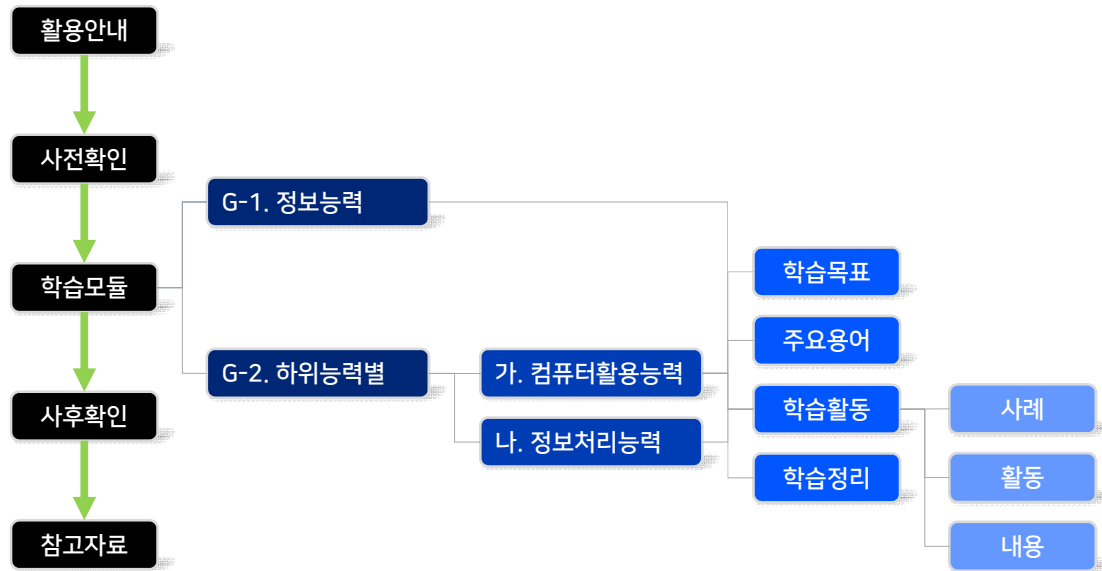 활용안내
사전확인
학습모듈
사후확인
참고자료
G-1. 정보능력
G-2. 하위능력별
가. 컴퓨터활용능력
나. 정보처리능력
학습목표
주요용어
학습활동
학습정리
사례
활동
내용